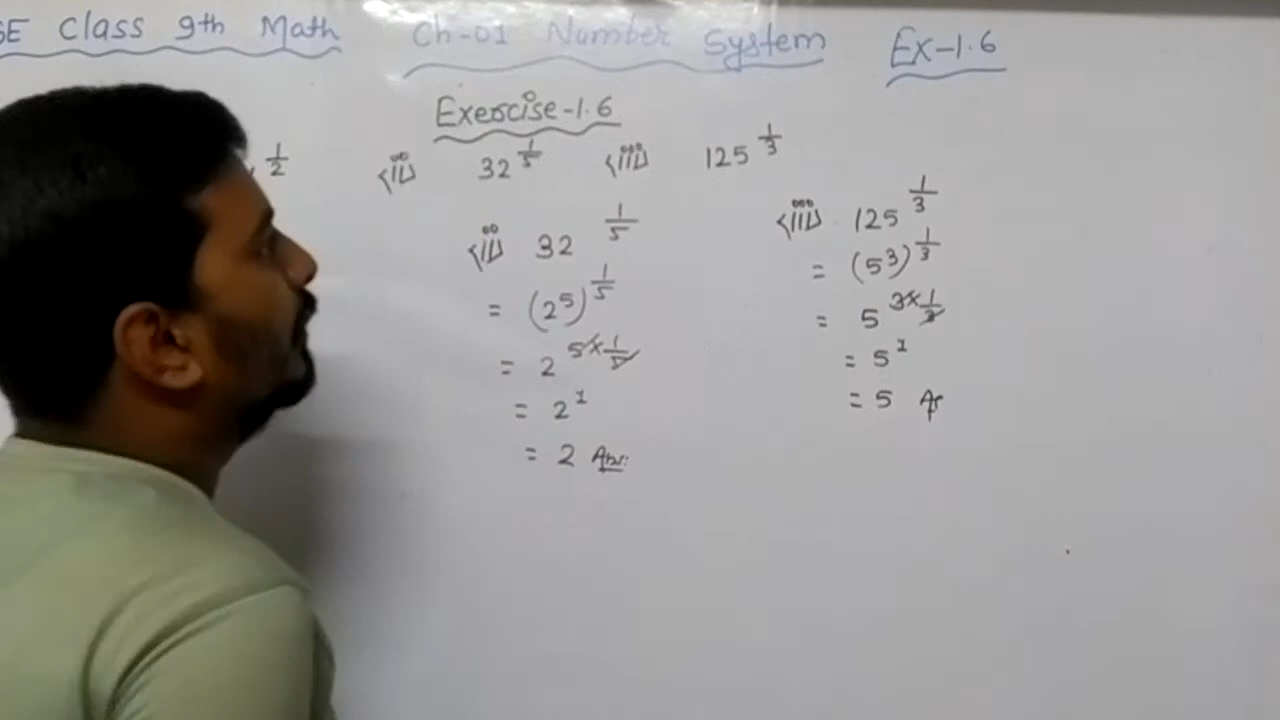 SE Class 9th Math Ch-01 Number System Ex-1.6
Exercise-1.6
1/2 (ii) 32^(1/5) (iii) 125^(1/3)
(ii) 32^(1/5)
= (2^5)^(1/5)
= 2^(5×1/5)
= 2^1
= 2 Ans:
(iii) 125^(1/3)
= (5^3)^(1/3)
= 5^(3×1/3)
= 5^1
= 5